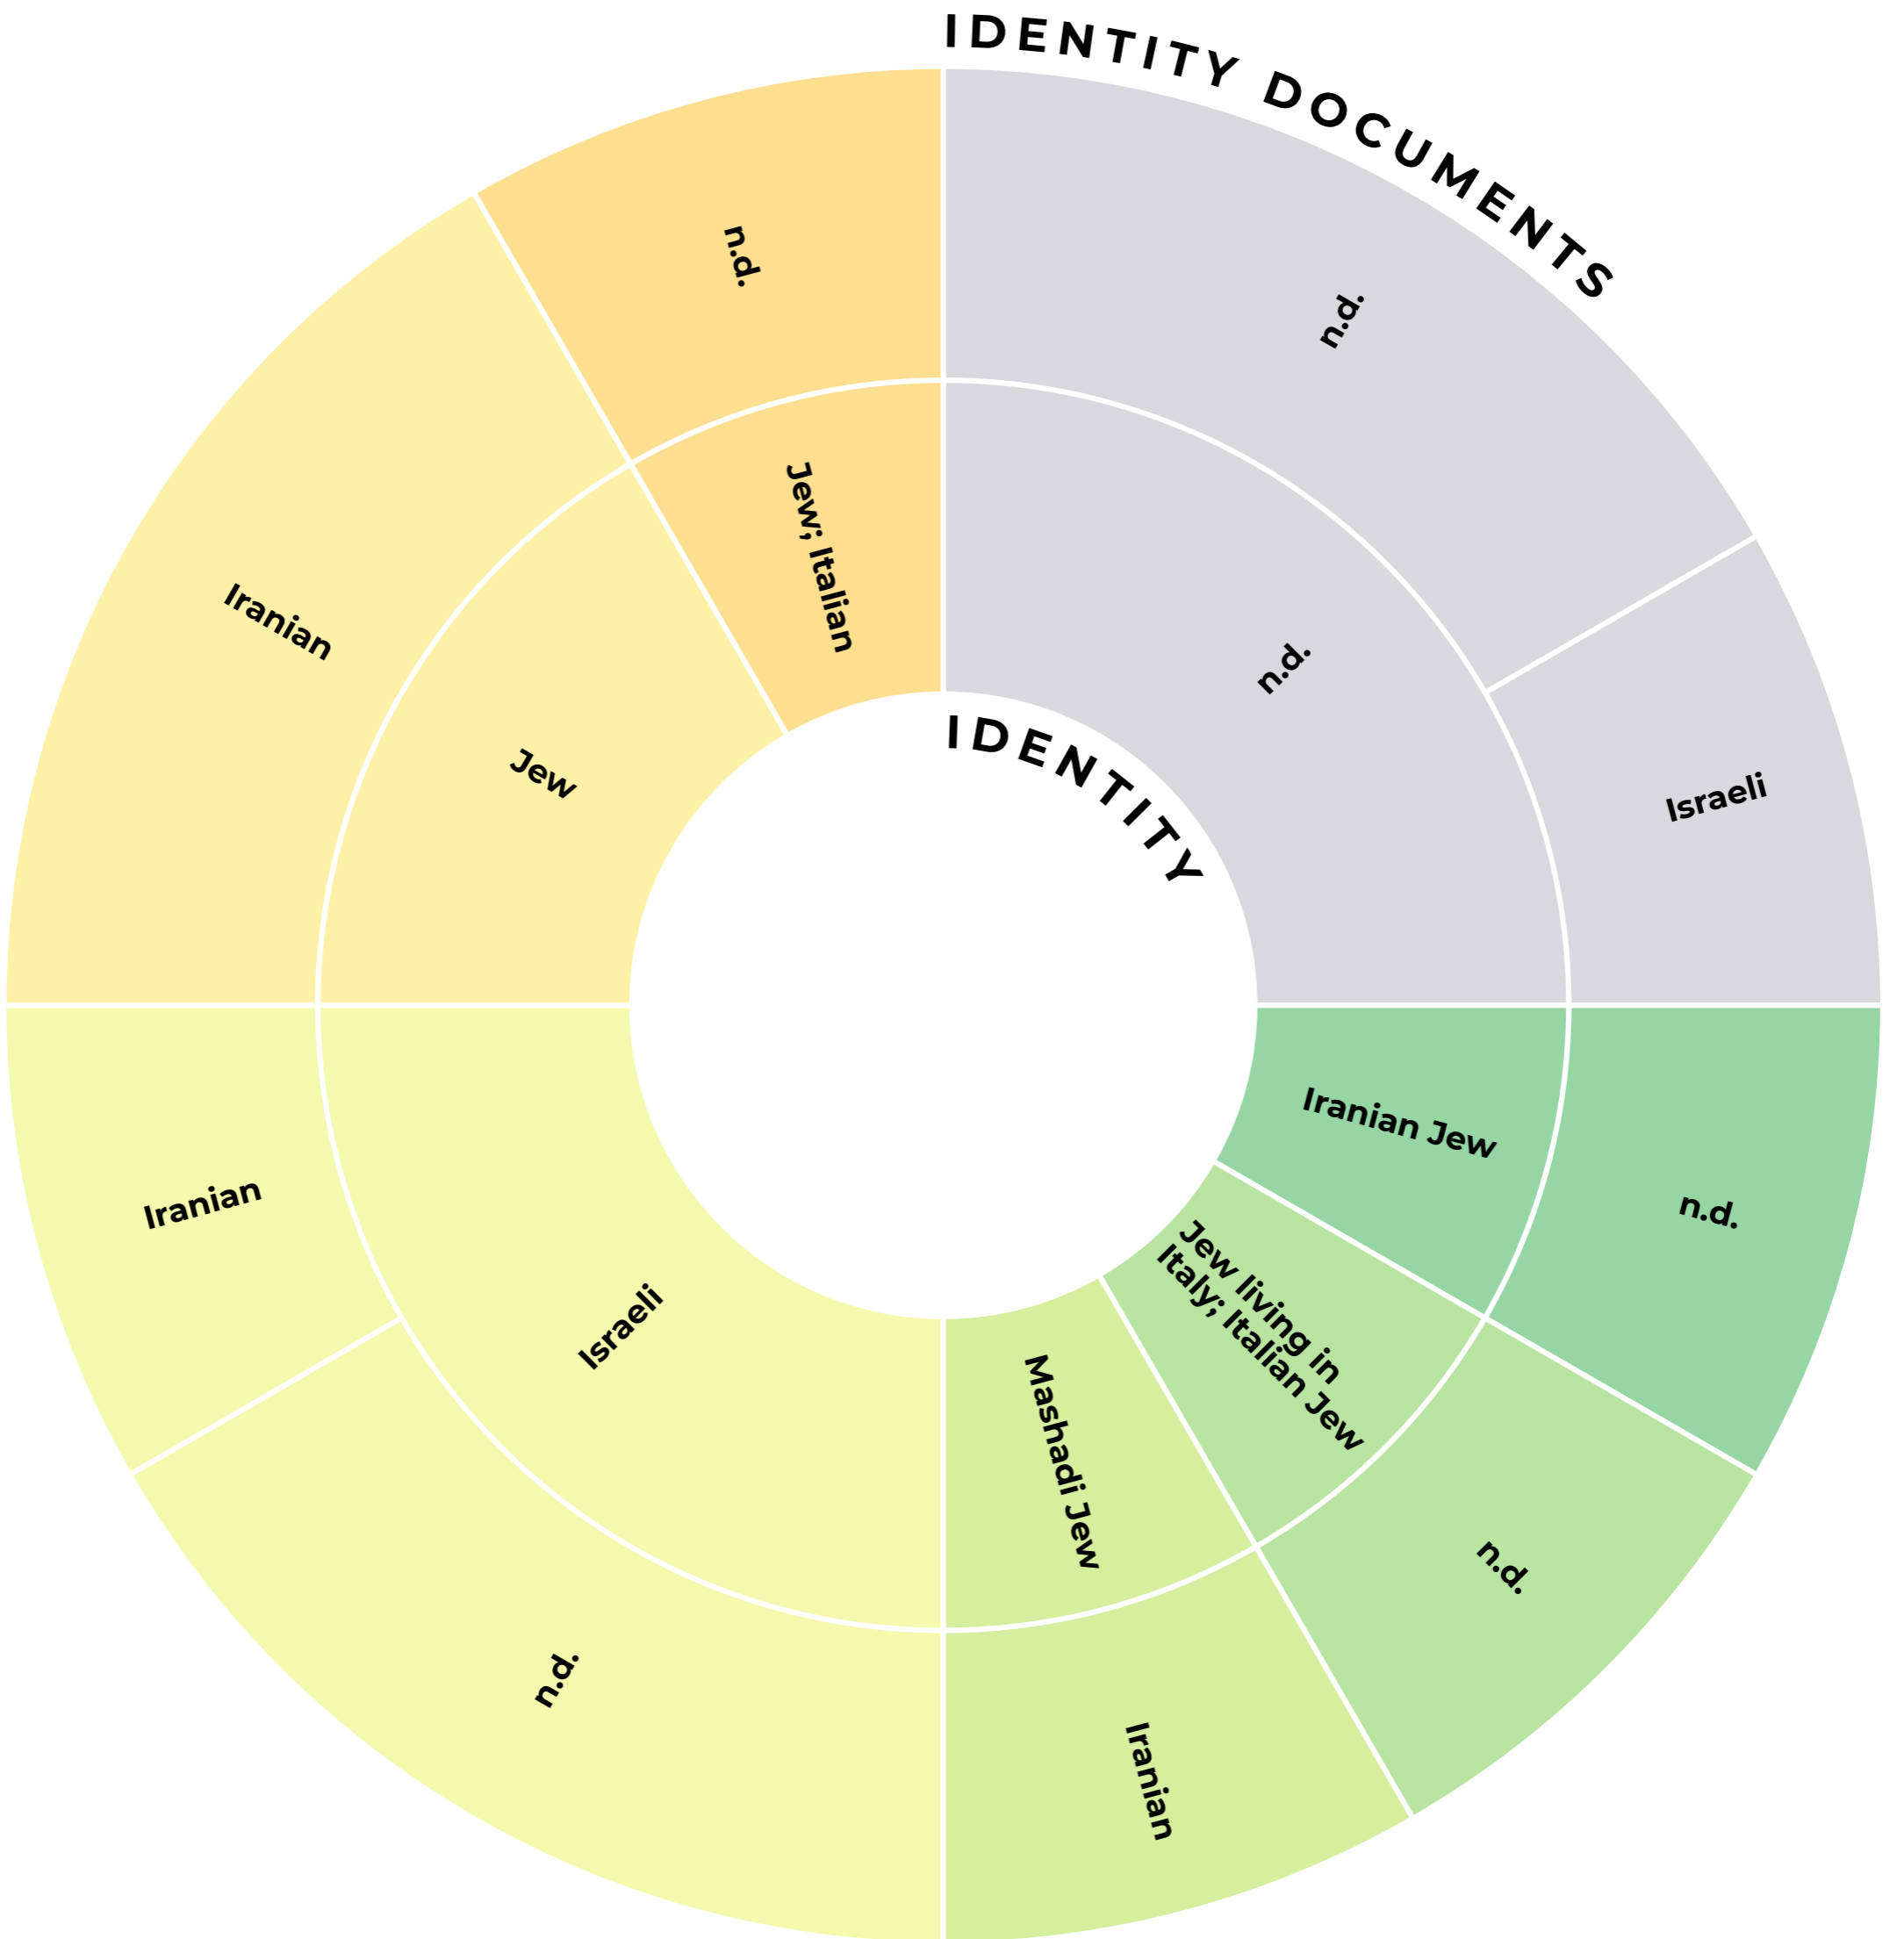 IDENTITY DOCUMENTS
n.d.
Israeli
n.d.
n.d.
Iranian
n.d.
Iranian
Iranian
n.d.
IDENTITY
n.d.
Iranian Jew
Jew living in
Italy; Italian Jew
Mashadi Jew
Israeli
Jew
Jew; Italian